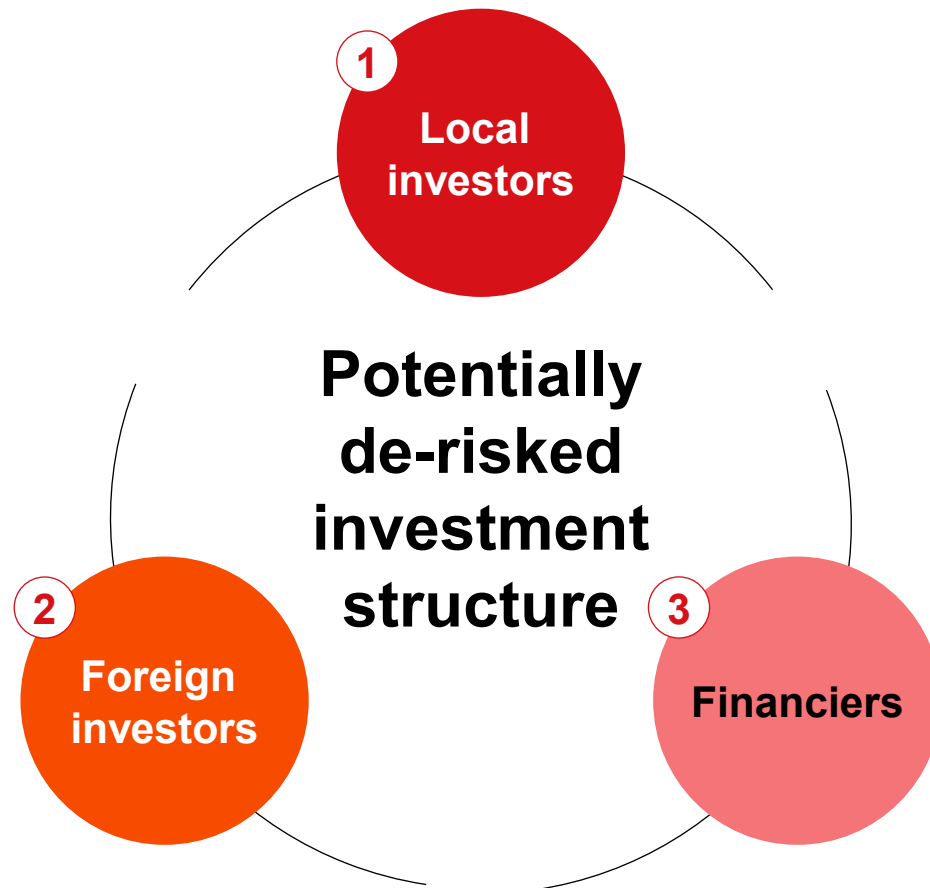 1
Local
investors
Potentially
de-risked
investment
structure
2
Foreign
investors
3
Financiers